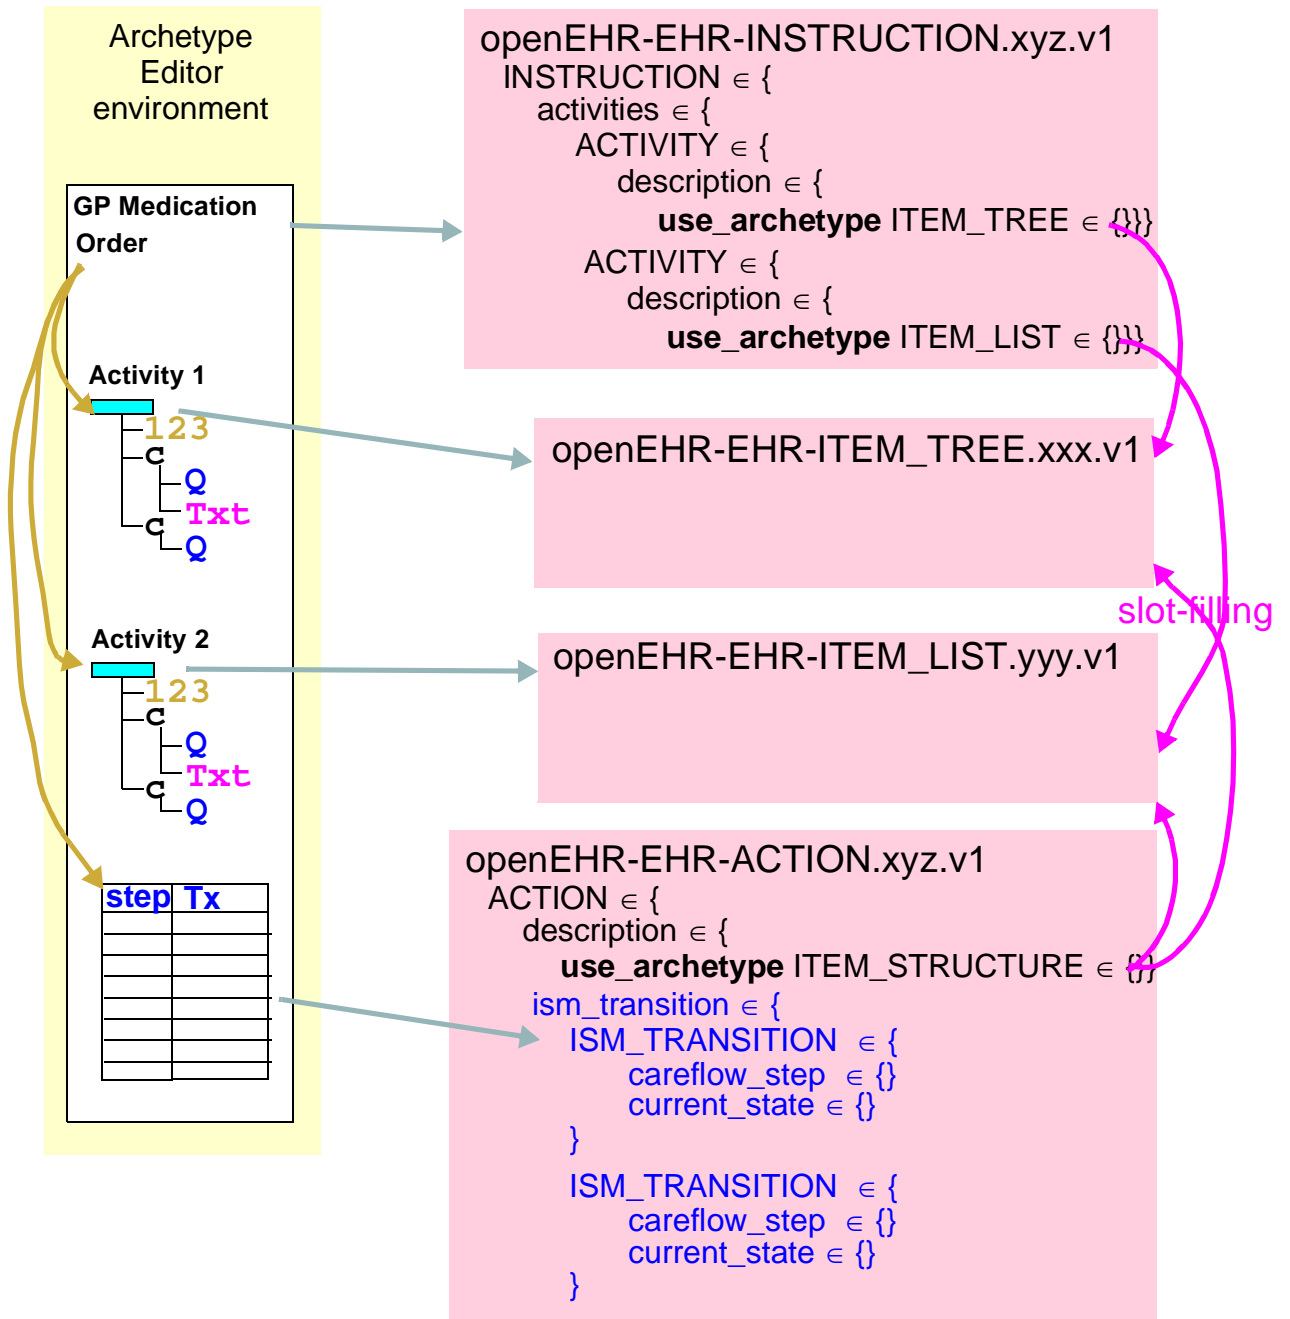 Archetype
Editor
environment
GP Medication
Order
Activity 1
123
C
Q
Txt
C
Q
Activity 2
123
C
Q
Txt
C
Q
step Tx
openEHR-EHR-INSTRUCTION.xyz.v1
INSTRUCTION ∈ {
activities ∈ {
ACTIVITY ∈ {
description ∈ {
use_archetype ITEM_TREE ∈ {}}}
ACTIVITY ∈ {
description ∈ {
use_archetype ITEM_LIST ∈ {}}}
openEHR-EHR-ITEM_TREE.xxx.v1
slot-filling
openEHR-EHR-ITEM_LIST.yyy.v1
openEHR-EHR-ACTION.xyz.v1
ACTION ∈ {
description ∈ {
use_archetype ITEM_STRUCTURE ∈ {}}
ism_transition ∈ {
ISM_TRANSITION ∈ {
careflow_step ∈ {}
current_state ∈ {}
}
ISM_TRANSITION ∈ {
careflow_step ∈ {}
current_state ∈ {}
}